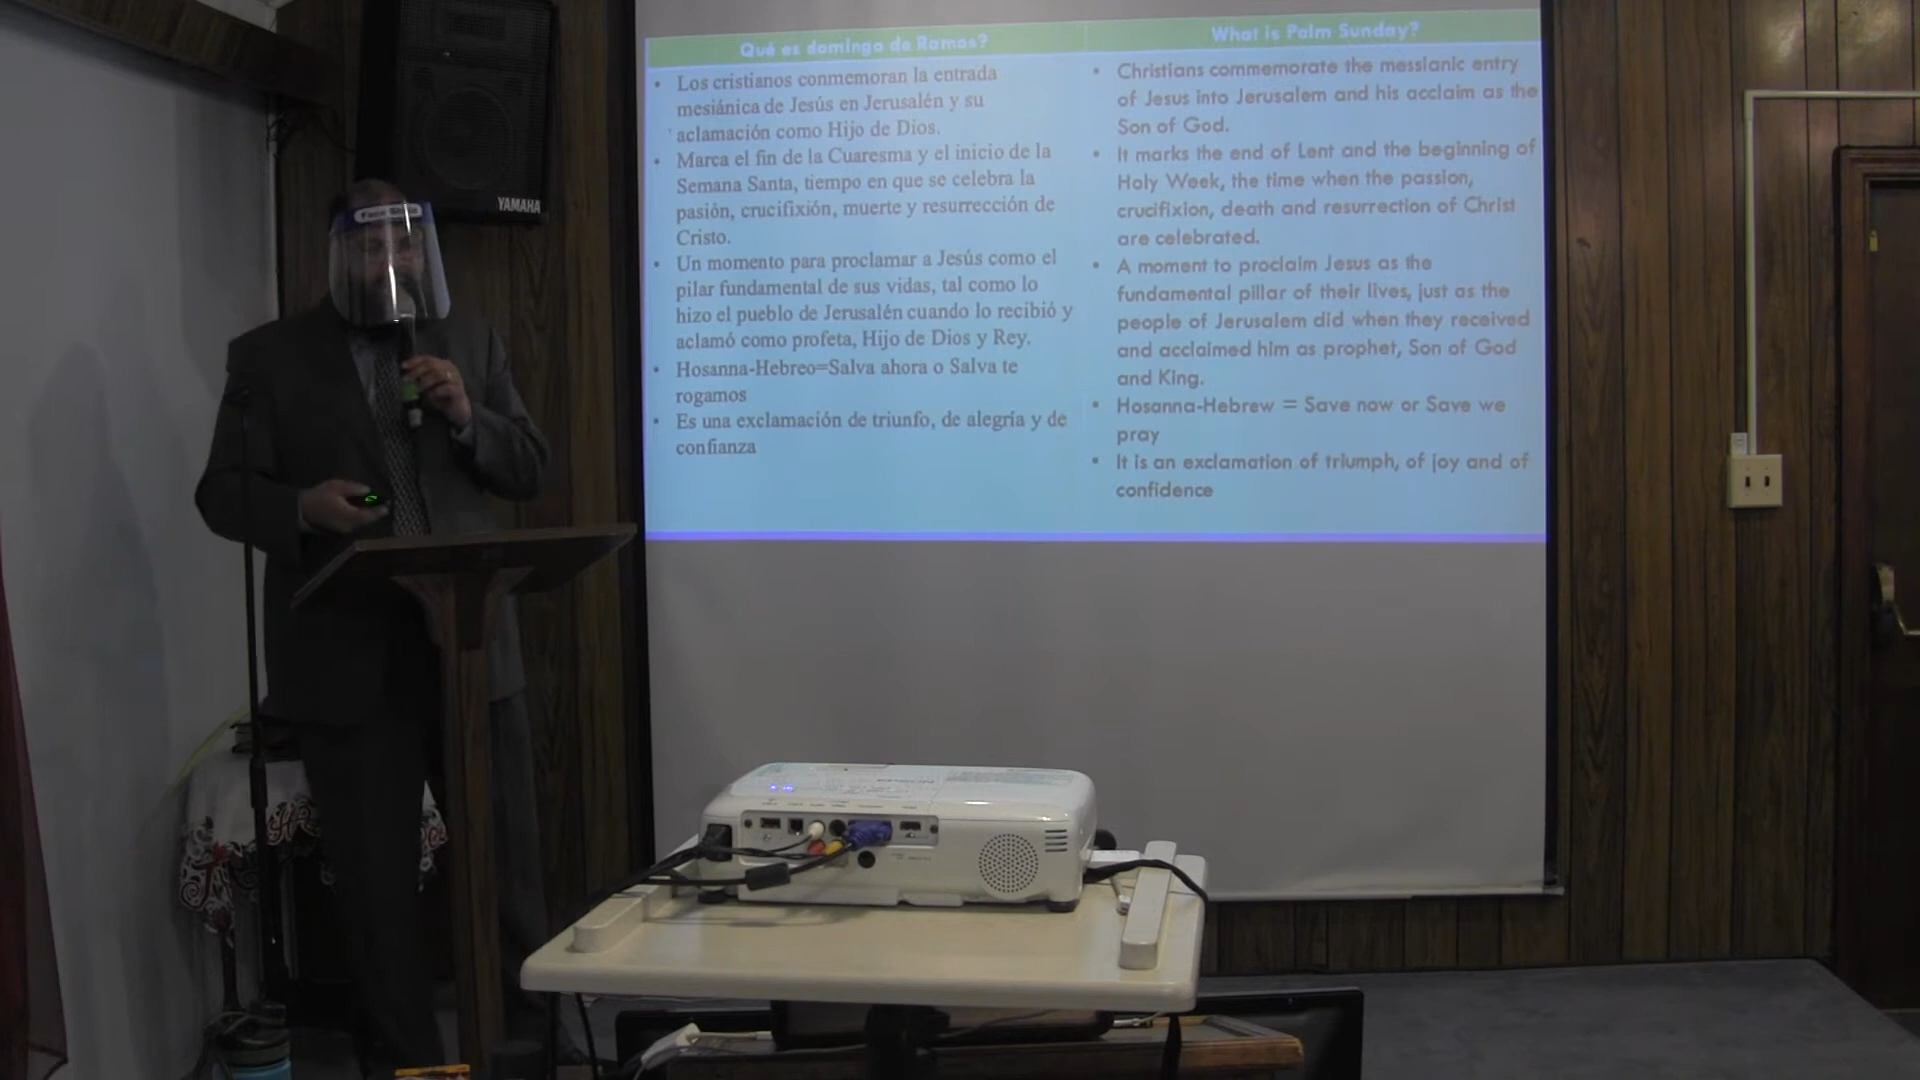 YAMAHA
Face Shield
Qué es domingo de Ramos?
Los cristianos conmemoran la entrada
mesiánica de Jesús en Jerusalén y su
aclamación como Hijo de Dios.
Marca el fin de la Cuaresma y el inicio de la
Semana Santa, tiempo en que se celebra la
pasión, crucifixión, muerte y resurrección de
Cristo.
Un momento para proclamar a Jesús como el
pilar fundamental de sus vidas, tal como lo
hizo el pueblo de Jerusalén cuando lo recibió y
aclamó como profeta, Hijo de Dios y Rey.
Hosanna-Hebreo=Salva ahora o Salva te
rogamos
Es una exclamación de triunfo, de alegría y de
confianza
What is Palm Sunday?
Christians commemorate the messianic entry
of Jesus into Jerusalem and his acclaim as the
Son of God.
It marks the end of Lent and the beginning of
Holy Week, the time when the passion,
crucifixion, death and resurrection of Christ
are celebrated.
A moment to proclaim Jesus as the
fundamental pillar of their lives, just as the
people of Jerusalem did when they received
and acclaimed him as prophet, Son of God
and King.
Hosanna-Hebrew = Save now or Save we
pray
It is an exclamation of triumph, of joy and of
confidence